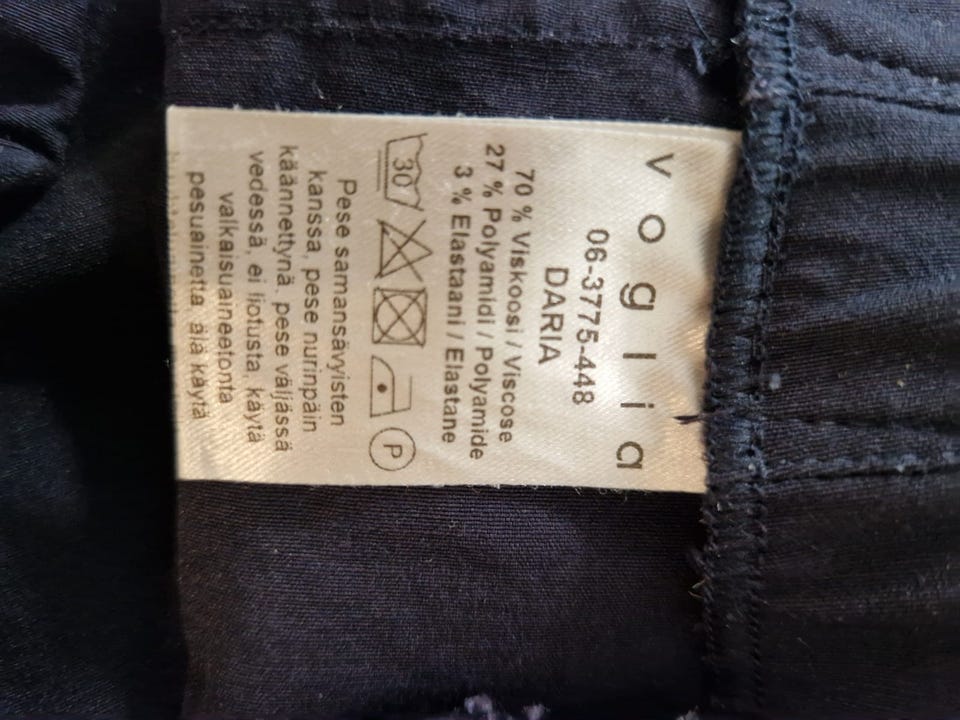 voglia
06-3775-448
DARIA
70 % Viskoosi / Viscose
27 % Polyamidi / Polyamide
3 % Elastaani / Elastane
30 P
Pese samansävyisten
kanssa, pese nurinpäin
käännettynä, pese väljässä
vedessä, ei liotusta, käytä
valkaisuaineetonta
pesuainetta, älä käytä